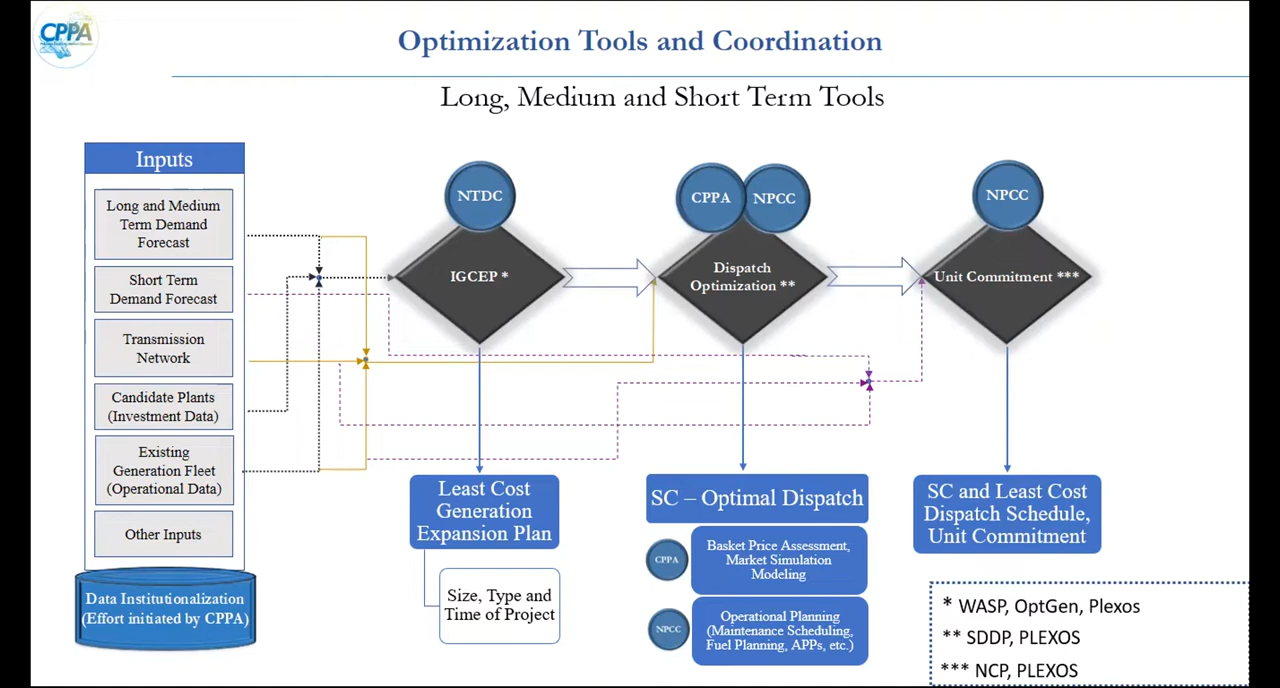 CPPA
Optimization Tools and Coordination
Long, Medium and Short Term Tools
Inputs
Long and Medium
Term Demand
Forecast
Short Term
Demand Forecast
Transmission
Network
Candidate Plants
(Investment Data)
Existing
Generation Fleet
(Operational Data)
Other Inputs
Data Institutionalization
(Effort initiated by CPPA)
NTDC
IGCEP *
CPPA
NPCC
Dispatch
Optimization **
NPCC
Unit Commitment ***
Least Cost
Generation
Expansion Plan
Size, Type and
Time of Project
SC – Optimal Dispatch
CPPA
Basket Price Assessment,
Market Simulation
Modeling
NPCC
Operational Planning
(Maintenance Scheduling,
Fuel Planning, APPs, etc.)
SC and Least Cost
Dispatch Schedule,
Unit Commitment
* WASP, OptGen, Plexos
** SDDP, PLEXOS
*** NCP, PLEXOS